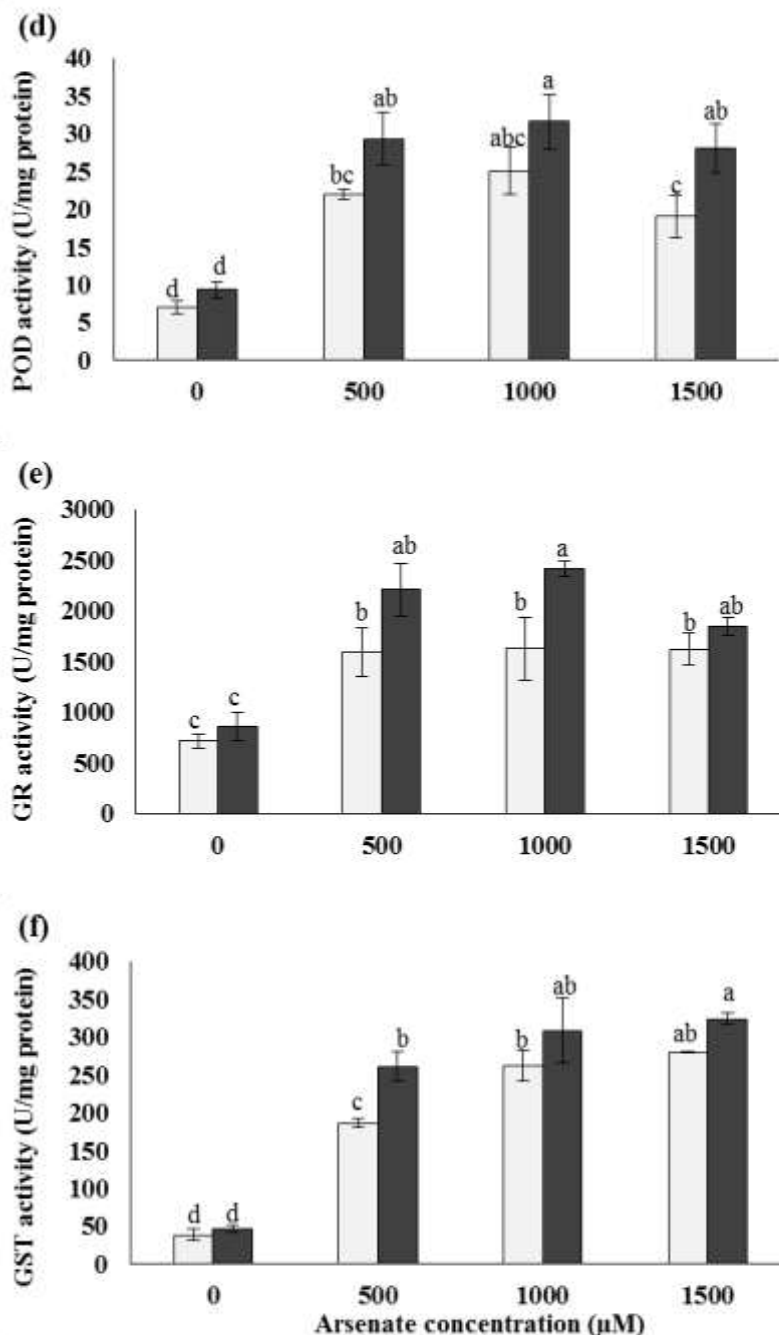 (d)
POD activity (U/mg protein)
40
35
30
25
20
15
10
5
0
d
d
bc
ab
abc
a
c
ab
0 500 1000 1500
(e)
GR activity (U/mg protein)
3000
2500
2000
1500
1000
500
0
c
c
b
ab
b
a
b
ab
0 500 1000 1500
(f)
GST activity (U/mg protein)
400
350
300
250
200
150
100
50
0
d
d
c
b
b
ab
ab
a
0 500 1000 1500
Arsenate concentration (µM)